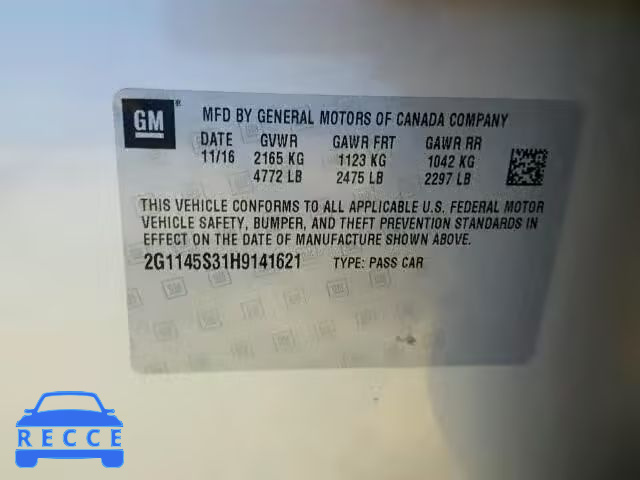 GM ®
MFD BY GENERAL MOTORS OF CANADA COMPANY
DATE GVWR GAWR FRT GAWR RR
11/16 2165 KG 1123 KG 1042 KG
4772 LB 2475 LB 2297 LB
THIS VEHICLE CONFORMS TO ALL APPLICABLE U.S. FEDERAL MOTOR
VEHICLE SAFETY, BUMPER, AND THEFT PREVENTION STANDARDS IN
EFFECT ON THE DATE OF MANUFACTURE SHOWN ABOVE.
2G1145S31H9141621 TYPE: PASS CAR
RECCE